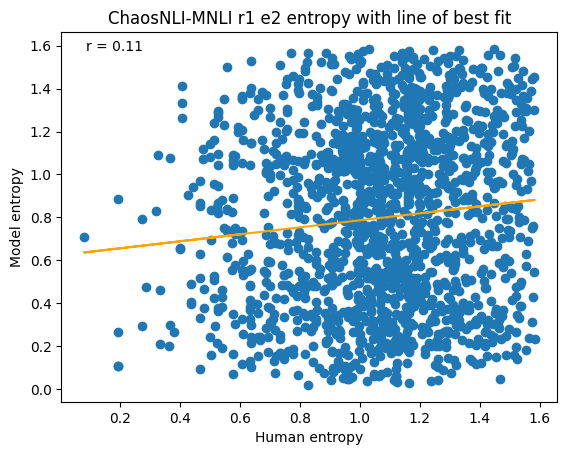 ChaosNLI-MNLI r1 e2 entropy with line of best fit
r = 0.11
Model entropy
1.6
1.4
1.2
1.0
0.8
0.6
0.4
0.2
0.0
0.2 0.4 0.6 0.8 1.0 1.2 1.4 1.6
Human entropy